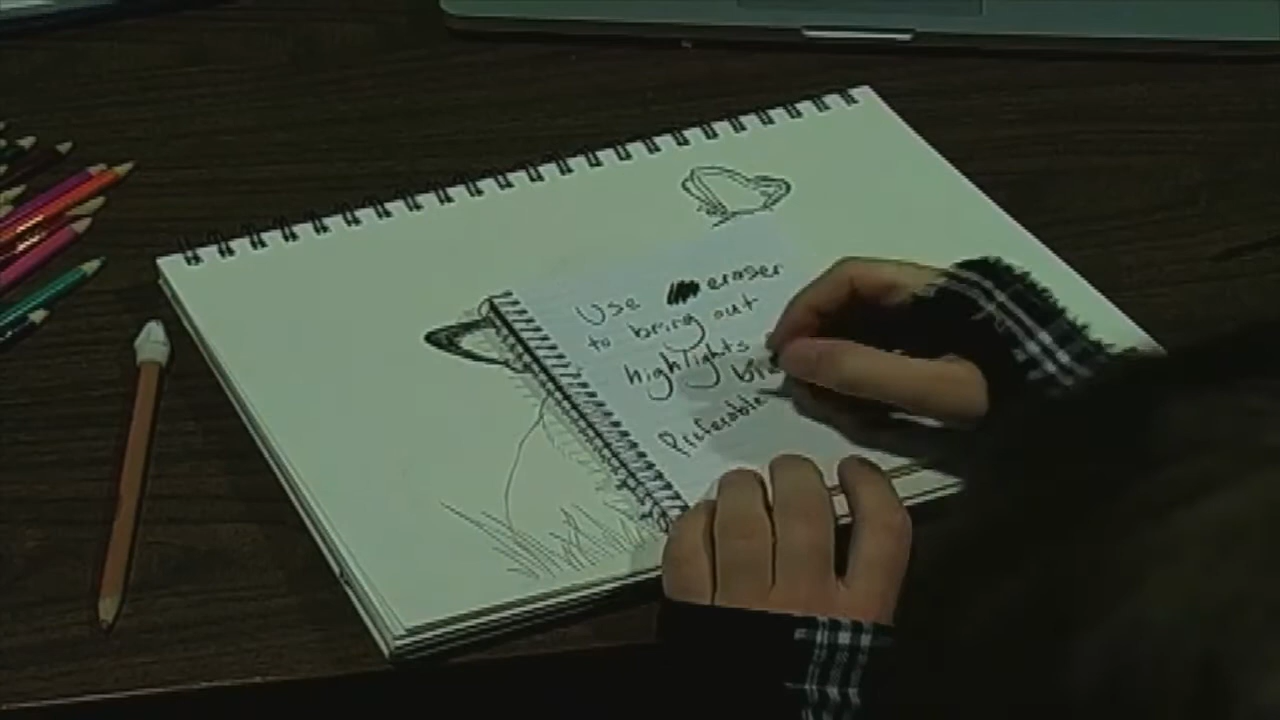 Use eraser
to bring out
highlights
Preferable